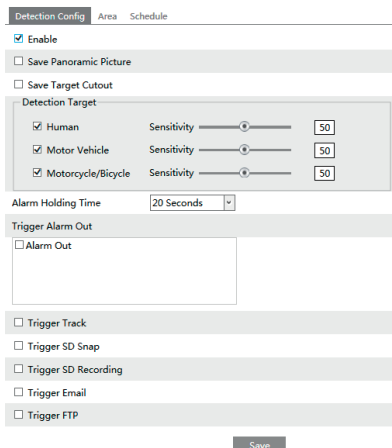 Detection Config Area Schedule
Enable
Save Panoramic Picture
Save Target Cutout
Detection Target
Human Sensitivity 50
Motor Vehicle Sensitivity 50
Motorcycle/Bicycle Sensitivity 50
Alarm Holding Time 20 Seconds
Trigger Alarm Out
Alarm Out
Trigger Track
Trigger SD Snap
Trigger SD Recording
Trigger Email
Trigger FTP
Save